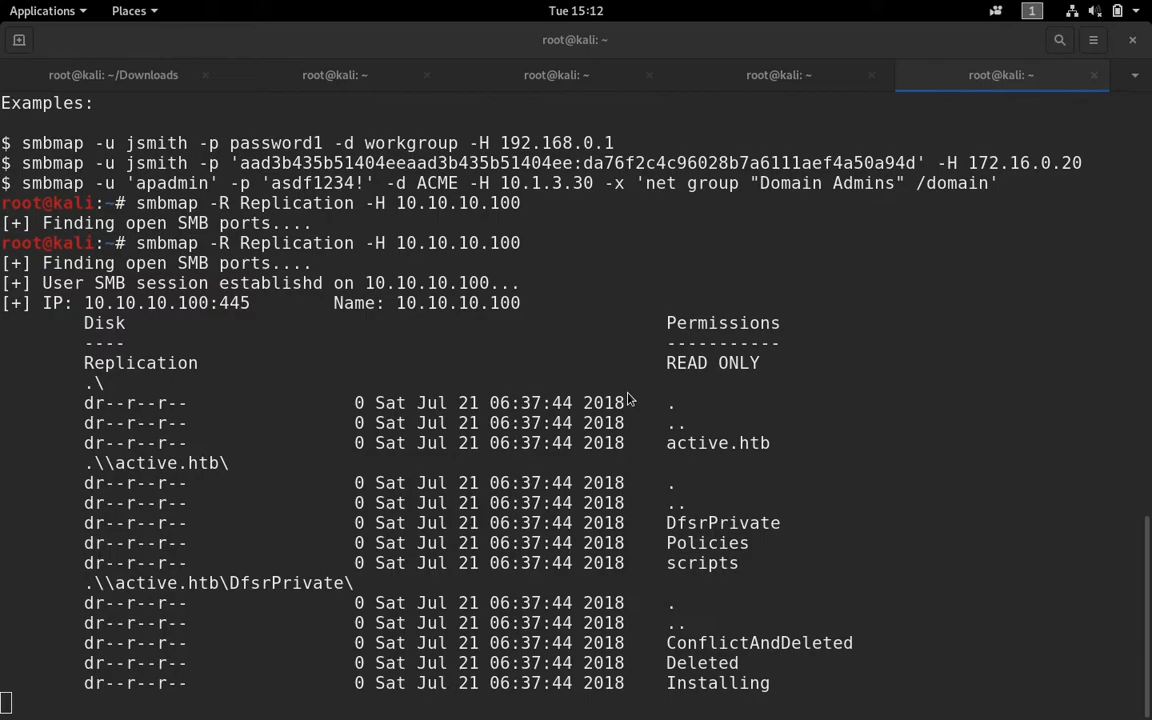 Applications Places Tue 15:12 1
root@kali: ~
root@kali: ~/Downloads root@kali: ~ root@kali: ~ root@kali: ~ root@kali: ~
Examples:
$ smbmap -u jsmith -p password1 -d workgroup -H 192.168.0.1
$ smbmap -u jsmith -p 'aad3b435b51404eeaad3b435b51404ee:da76f2c4c96028b7a6111aef4a50a94d' -H 172.16.0.20
$ smbmap -u 'apadmin' -p 'asdf1234!' -d ACME -H 10.1.3.30 -x 'net group "Domain Admins" /domain'
root@kali:~# smbmap -R Replication -H 10.10.10.100
[+] Finding open SMB ports....
root@kali:~# smbmap -R Replication -H 10.10.10.100
[+] Finding open SMB ports....
[+] User SMB session establishd on 10.10.10.100...
[+] IP: 10.10.10.100:445 Name: 10.10.10.100
Disk Permissions
---- -----------
Replication READ ONLY
.\
dr--r--r-- 0 Sat Jul 21 06:37:44 2018 .
dr--r--r-- 0 Sat Jul 21 06:37:44 2018 ..
dr--r--r-- 0 Sat Jul 21 06:37:44 2018 active.htb
.\\active.htb\
dr--r--r-- 0 Sat Jul 21 06:37:44 2018 .
dr--r--r-- 0 Sat Jul 21 06:37:44 2018 ..
dr--r--r-- 0 Sat Jul 21 06:37:44 2018 DfsrPrivate
dr--r--r-- 0 Sat Jul 21 06:37:44 2018 Policies
dr--r--r-- 0 Sat Jul 21 06:37:44 2018 scripts
.\\active.htb\DfsrPrivate\
dr--r--r-- 0 Sat Jul 21 06:37:44 2018 .
dr--r--r-- 0 Sat Jul 21 06:37:44 2018 ..
dr--r--r-- 0 Sat Jul 21 06:37:44 2018 ConflictAndDeleted
dr--r--r-- 0 Sat Jul 21 06:37:44 2018 Deleted
dr--r--r-- 0 Sat Jul 21 06:37:44 2018 Installing